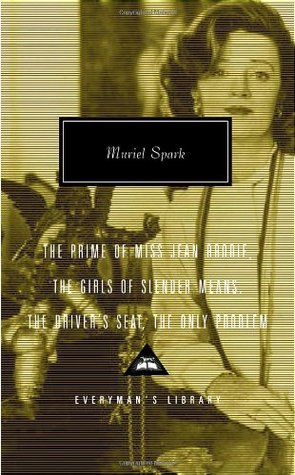 Muriel Spark
THE PRIME OF MISS JEAN BRODIE,
THE GIRLS OF SLENDER MEANS,
THE DRIVER'S SEAT, THE ONLY PROBLEM
EVERYMAN'S LIBRARY